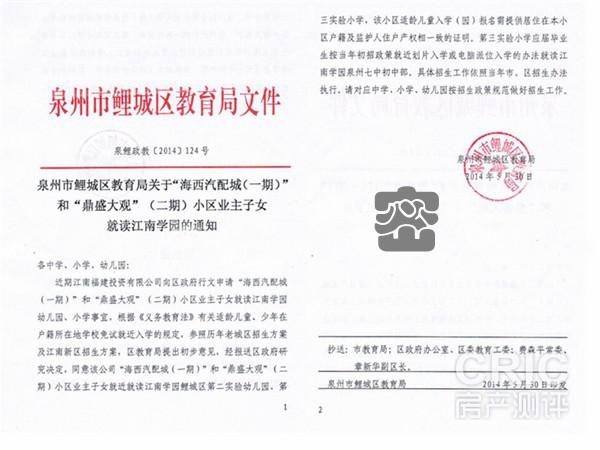 泉州市鲤城区教育局文件
泉鲤政教〔2014〕124号
泉州市鲤城区教育局关于“海西汽配城(一期)”
和“鼎盛大观”(二期)小区业主子女
就读江南学园的通知
各中学、小学、幼儿园：
近期江南福建投资有限公司向区政府行文申请“海西汽配城
(一期)”和“鼎盛大观”(二期)小区业主子女就读江南学园
幼儿园、小学事宜，根据《义务教育法》有关适龄儿童、少年在
户籍所在地学校免试就近入学的规定，参照历年老城区招生方案
及江南新区招生方案，区教育局提出初步意见，经报送区政府研
究决定，同意该公司“海西汽配城(一期)”和“鼎盛大观”(二
期)小区业主子女就近就读江南学园鲤城区第二实验幼儿园、第
1
三实验小学，该小区适龄儿童入学(园)报名需提供居住在本小
区户籍及监护人住户产权相一致的证明。第三实验小学应届毕业
生按当年初招政策就近划片入学或电脑派位入学的办法就读江
南学园泉州七中初中部，具体招生工作依照当年市、区招生办法
执行，请对应中学、小学、幼儿园按招生政策规范做好招生工作。
泉州市鲤城区教育局
2014年5月30日
抄送：市教育局；区政府办公室、区委教育工委；费森平常委，
章新华副区长。
泉州市鲤城区教育局
2014年5月30日印发
2
CRIC
房产测评